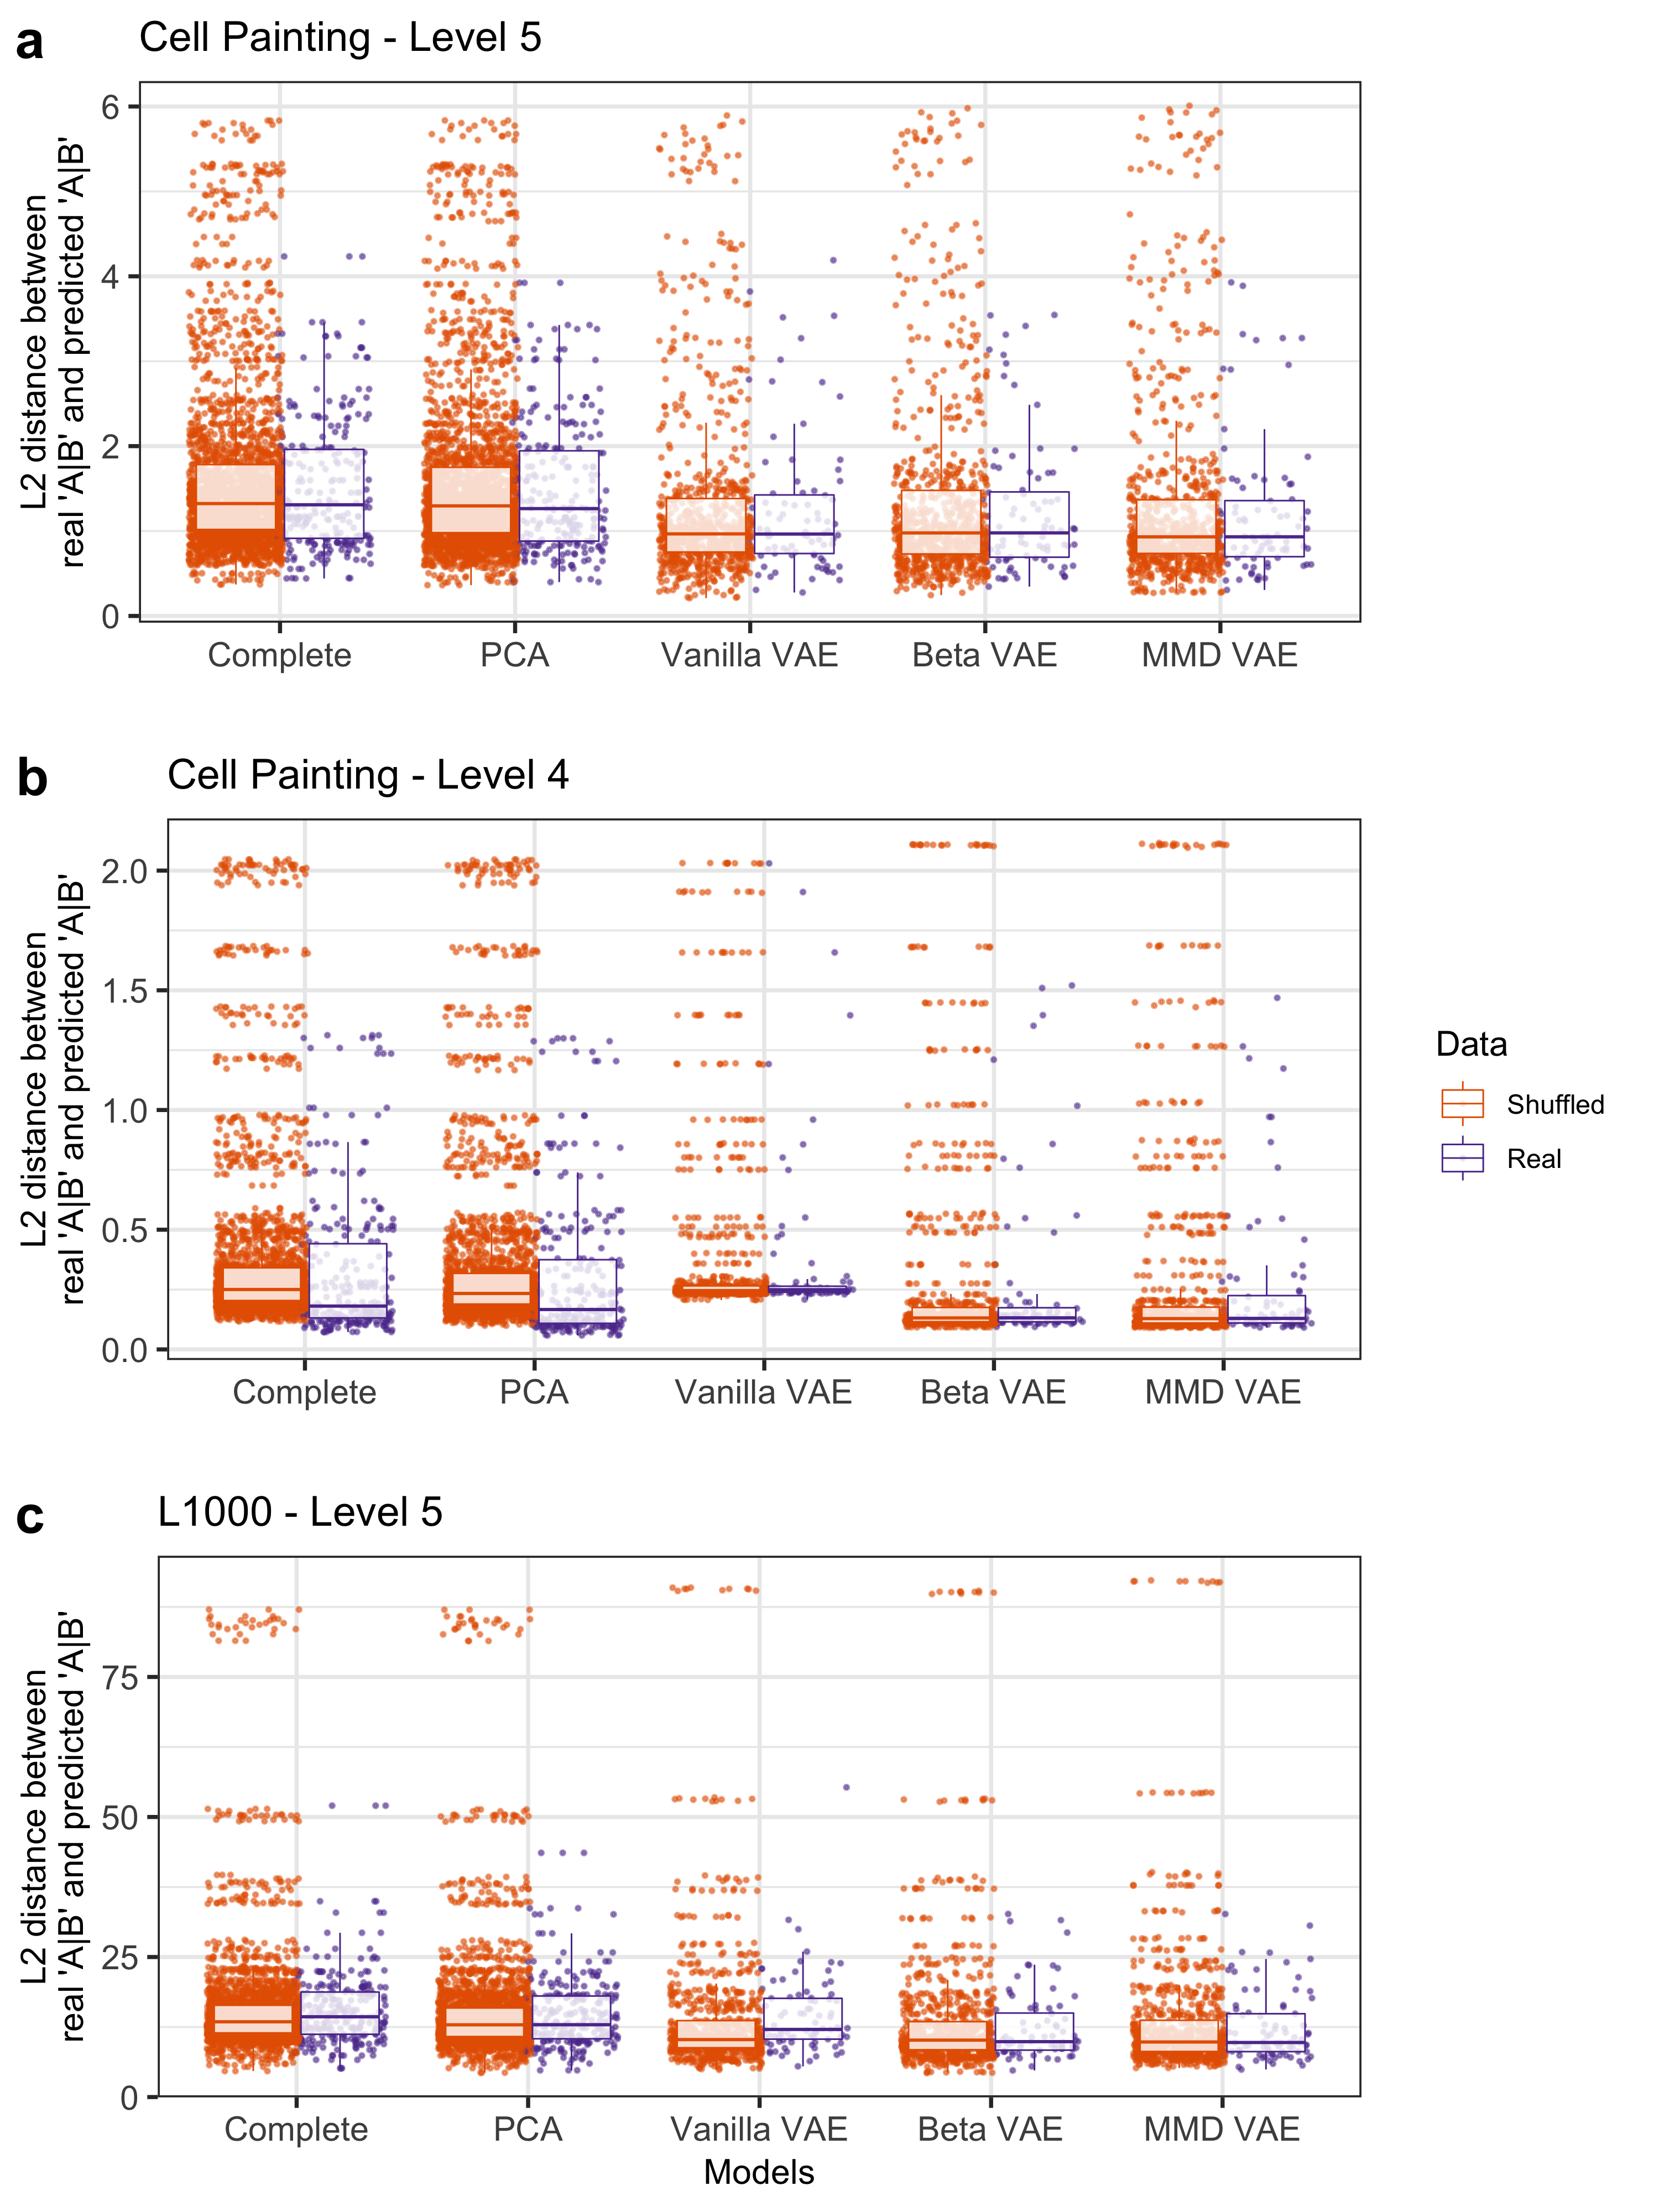 a
Cell Painting - Level 5
L2 distance between
real 'A|B' and predicted 'A|B'
6
4
2
0
Complete
PCA
Vanilla VAE
Beta VAE
MMD VAE
b
Cell Painting - Level 4
L2 distance between
real 'A|B' and predicted 'A|B'
2.0
1.5
1.0
0.5
0.0
Complete
PCA
Vanilla VAE
Beta VAE
MMD VAE
Data
Shuffled
Real
c
L1000 - Level 5
L2 distance between
real 'A|B' and predicted 'A|B'
75
50
25
0
Complete
PCA
Vanilla VAE
Beta VAE
MMD VAE
Models